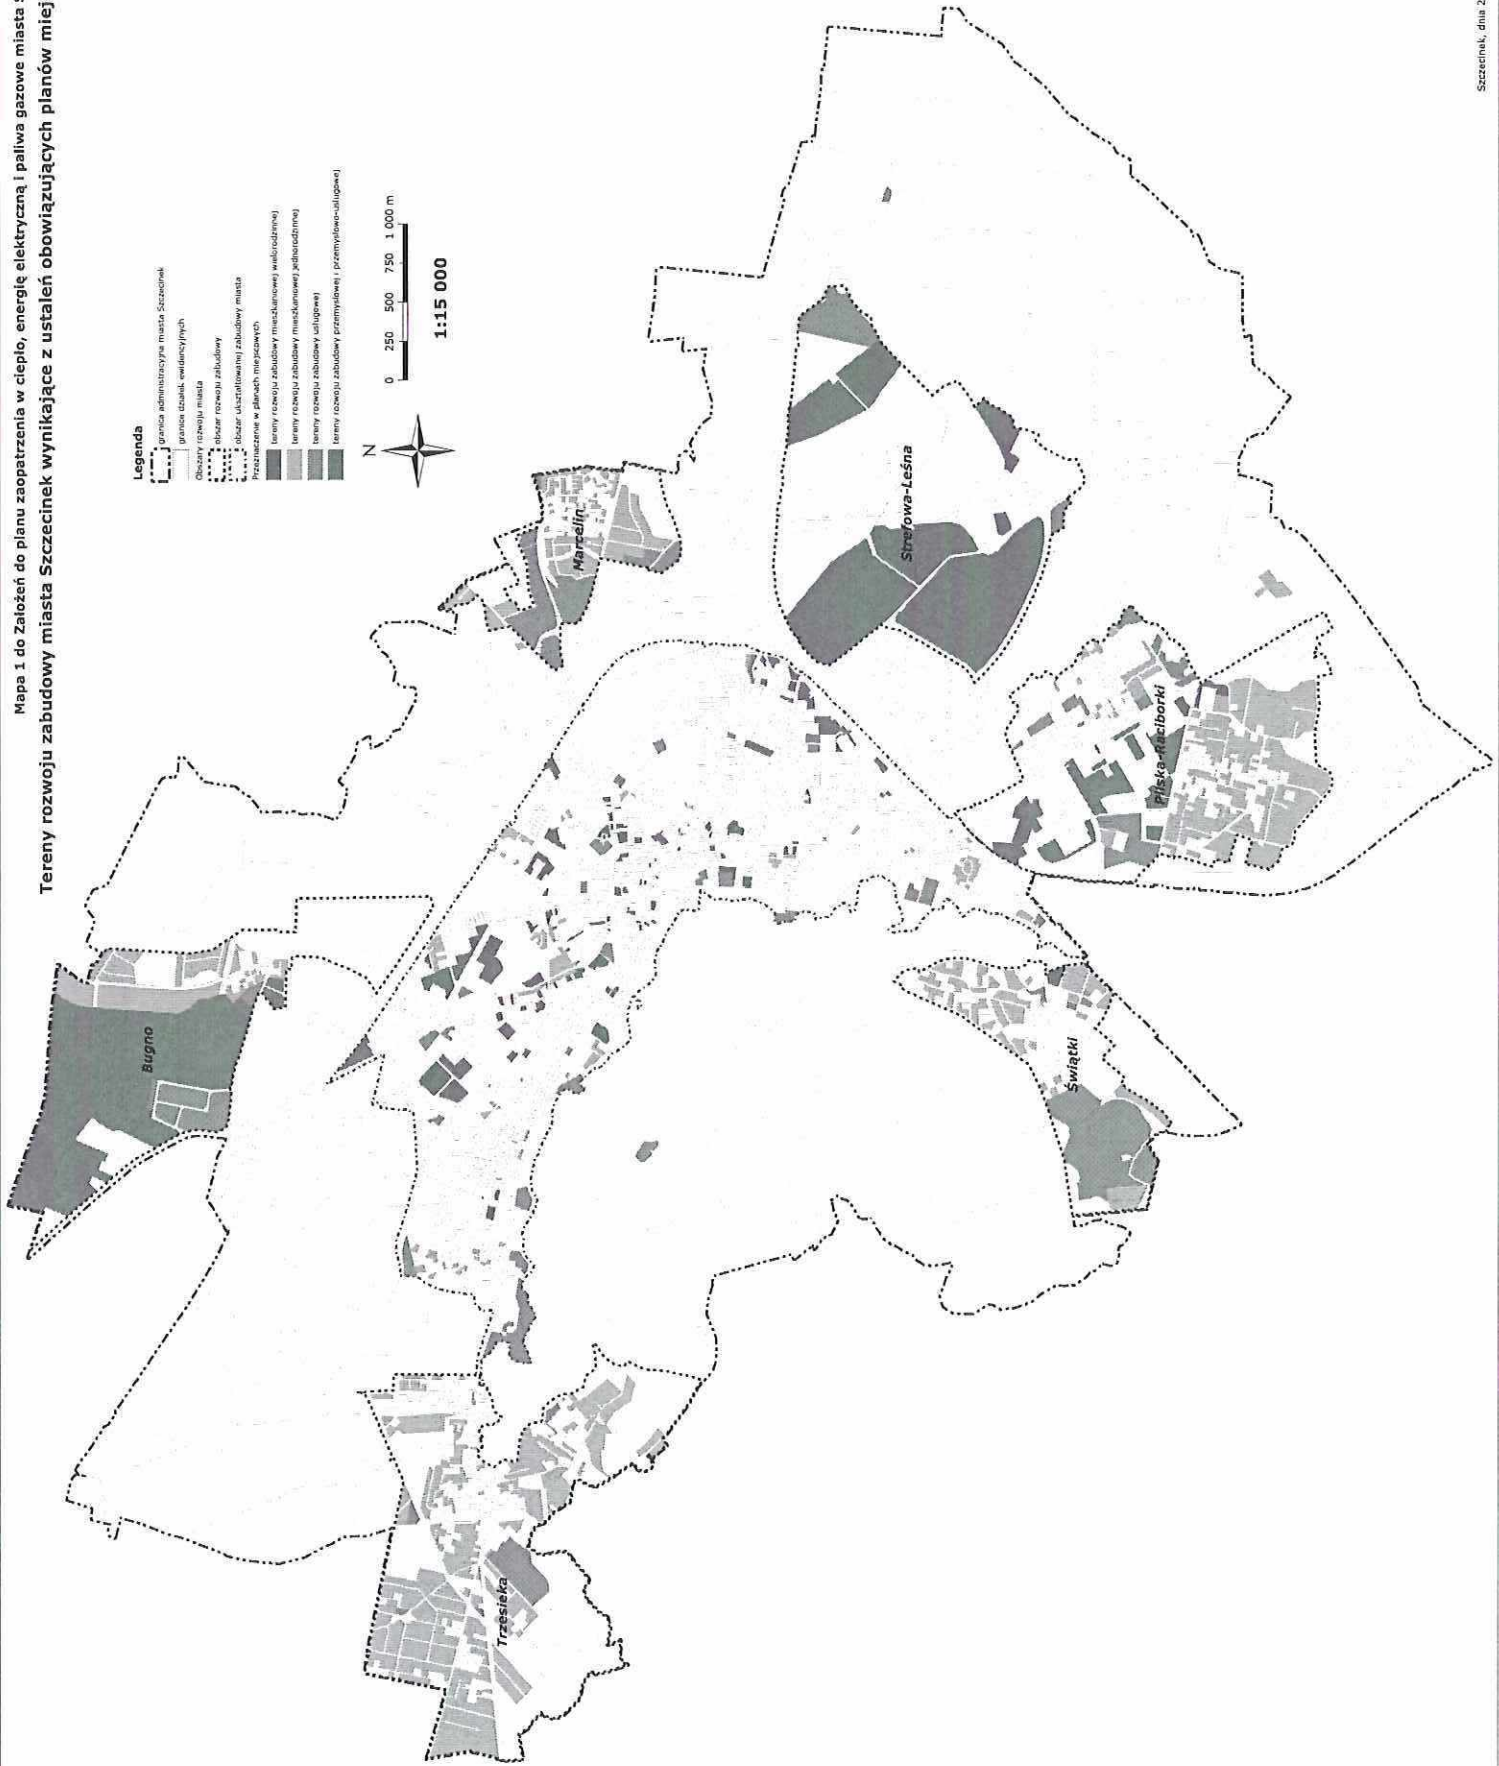 Mapa 1 do Założeń do planu zaopatrzenia w ciepło, energię elektryczną i paliwa gazowe miasta
Tereny rozwoju zabudowy miasta Szczecinek wynikające z ustaleń obowiązujących planów miej
Legenda
granica administracyjna miasta Szczecinek
granice działek ewidencyjnych
Obszary rozwoju miasta
obszar rozwoju zabudowy
obszar ukształtowanej zabudowy miasta
Przeznaczenie w planach miejscowych
tereny rozwoju zabudowy mieszkaniowej wielorodzinnej
tereny rozwoju zabudowy mieszkaniowej jednorodzinnej
tereny rozwoju zabudowy usługowej
tereny rozwoju zabudowy przemysłowej i przemysłowo-usługowej
N
0 250 500 750 1 000 m
1:15 000
Bugno
Marcelin
Strefowa-Leśna
Pilska-Raciborki
Świątki
Trzesieka
Szczecinek, dnia 2